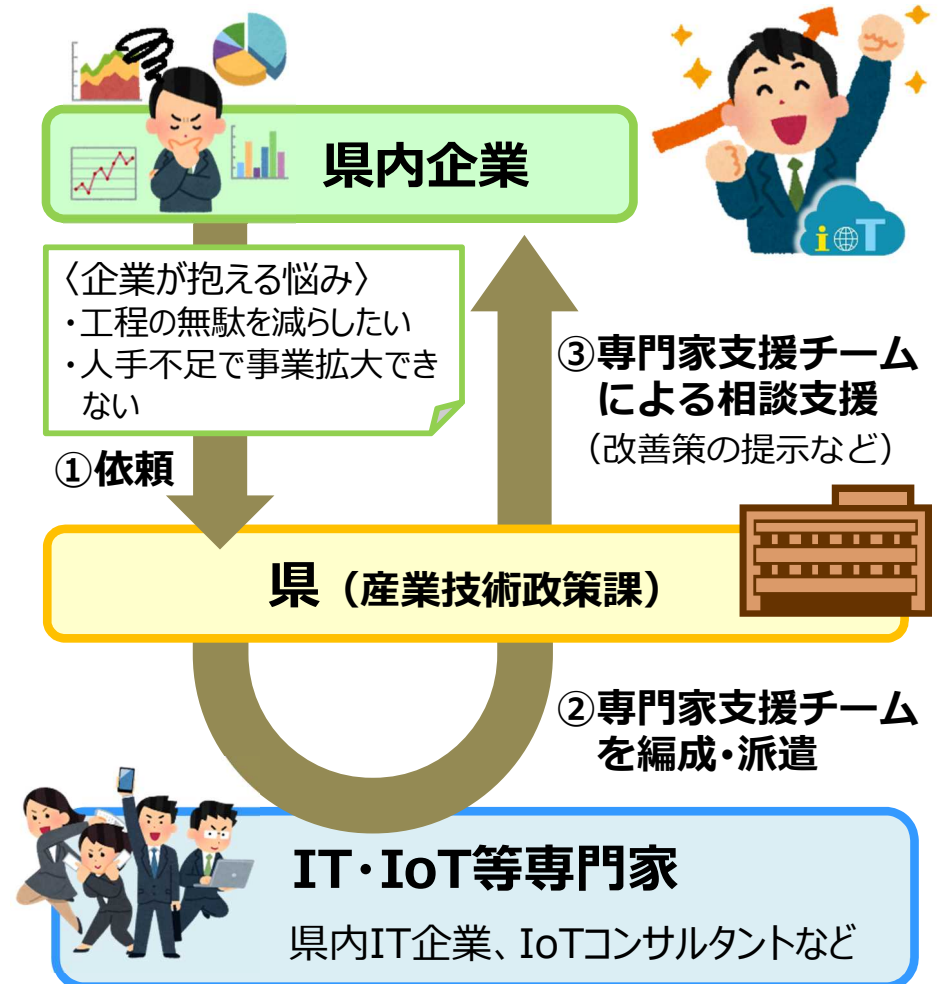 県内企業
ioT
〈企業が抱える悩み〉
・工程の無駄を減らしたい
・人手不足で事業拡大でき
ない
①依頼
③専門家支援チーム
による相談支援
（改善策の提示など）
県（産業技術政策課）
②専門家支援チーム
を編成・派遣
IT・IoT等専門家
県内IT企業、IoTコンサルタントなど